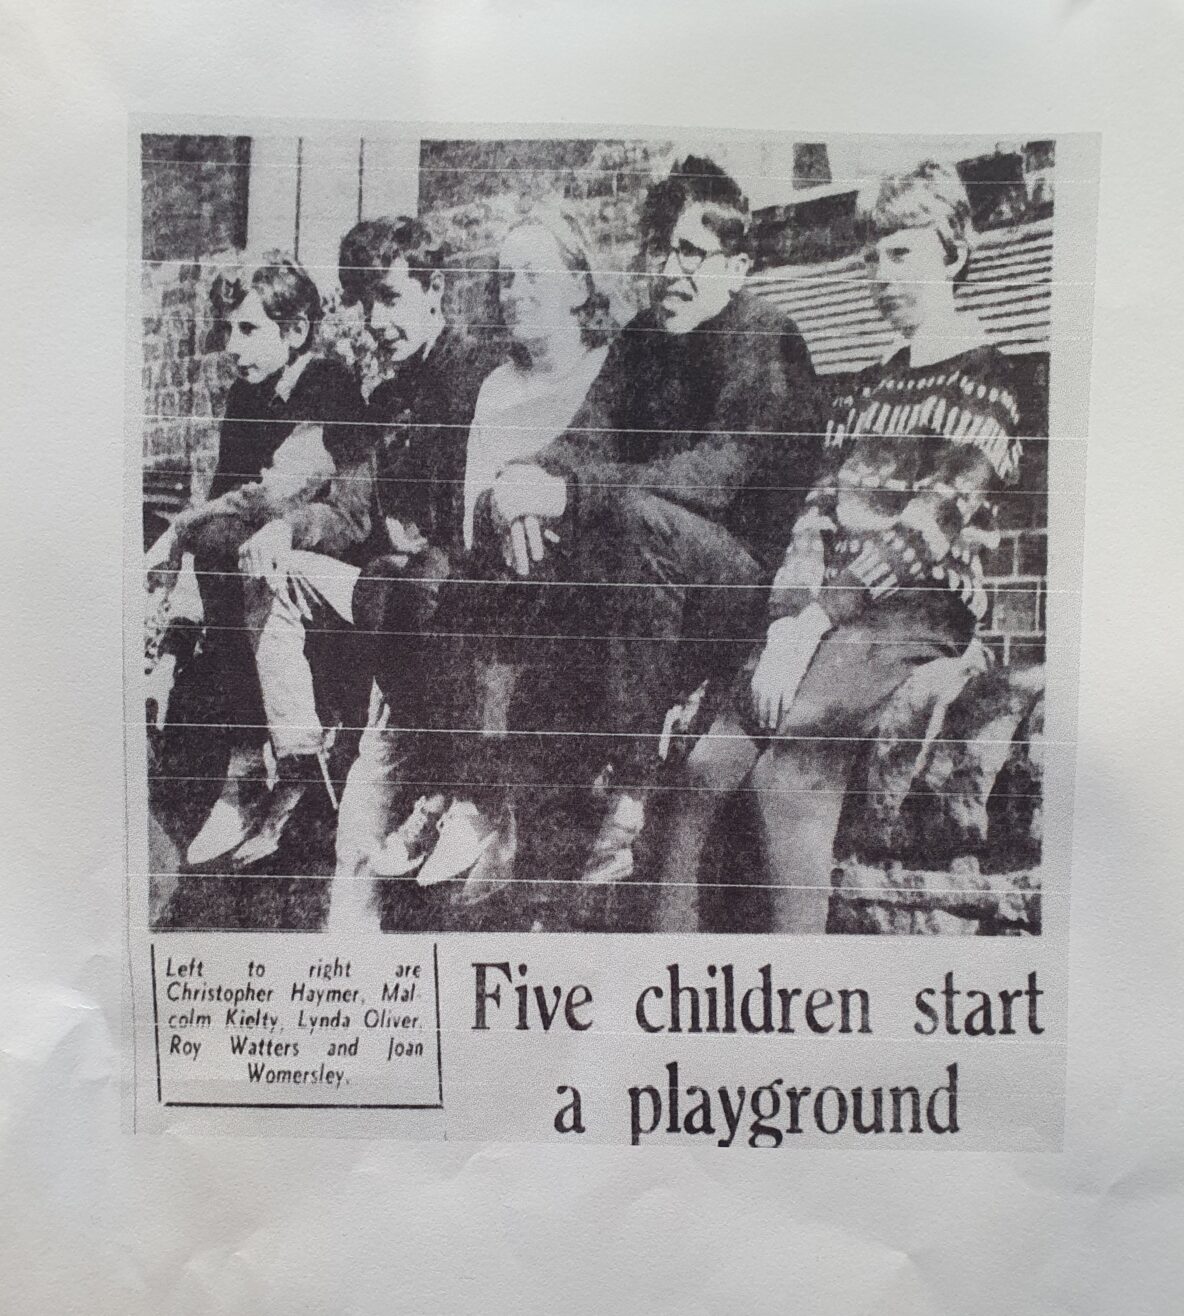 Left to right are
Christopher Haymer, Mal-
colm Kielty, Lynda Oliver,
Roy Watters and Joan
Womersley.
Five children start
a playground